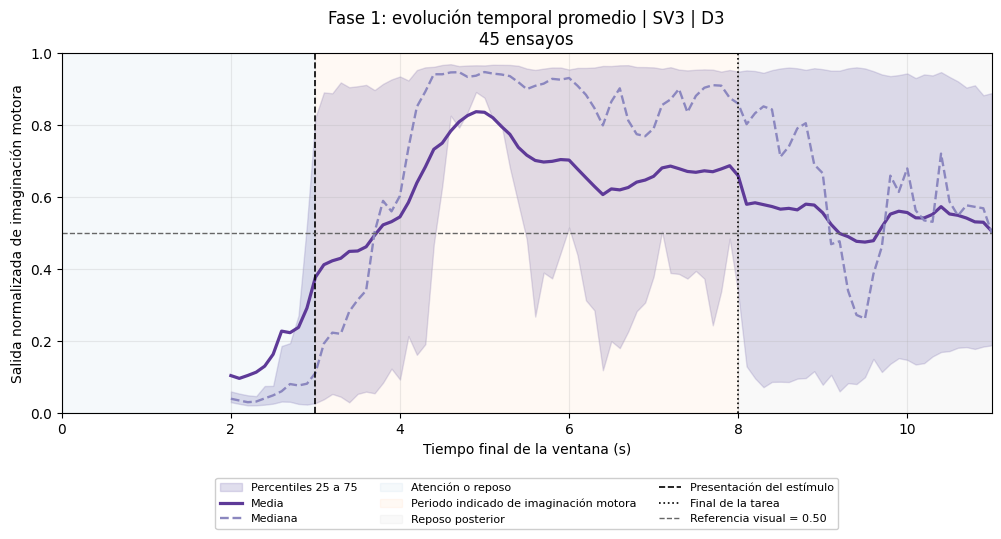 Fase 1: evolución temporal promedio | SV3 | D3
45 ensayos
Salida normalizada de imaginación motora
1.0
0.8
0.6
0.4
0.2
0.0
0 2 4 6 8 10
Tiempo final de la ventana (s)
Percentiles 25 a 75
Media
Mediana
Atención o reposo
Periodo indicado de imaginación motora
Reposo posterior
Presentación del estímulo
Final de la tarea
Referencia visual = 0.50